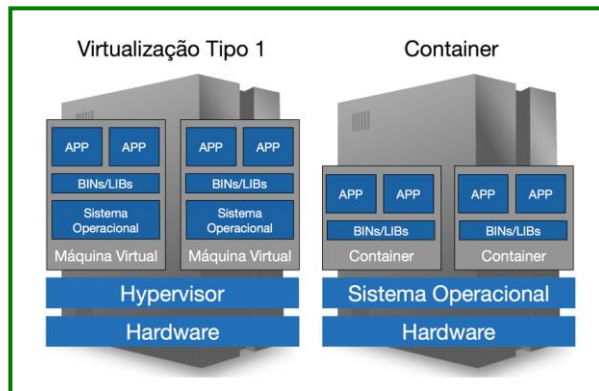 Virtualização Tipo 1
APP APP
BINs/LIBs
Sistema
Operacional
Máquina Virtual
APP APP
BINs/LIBs
Sistema
Operacional
Máquina Virtual
Hypervisor
Hardware
Container
APP APP
BINs/LIBs
Container
APP APP
BINs/LIBs
Container
Sistema Operacional
Hardware